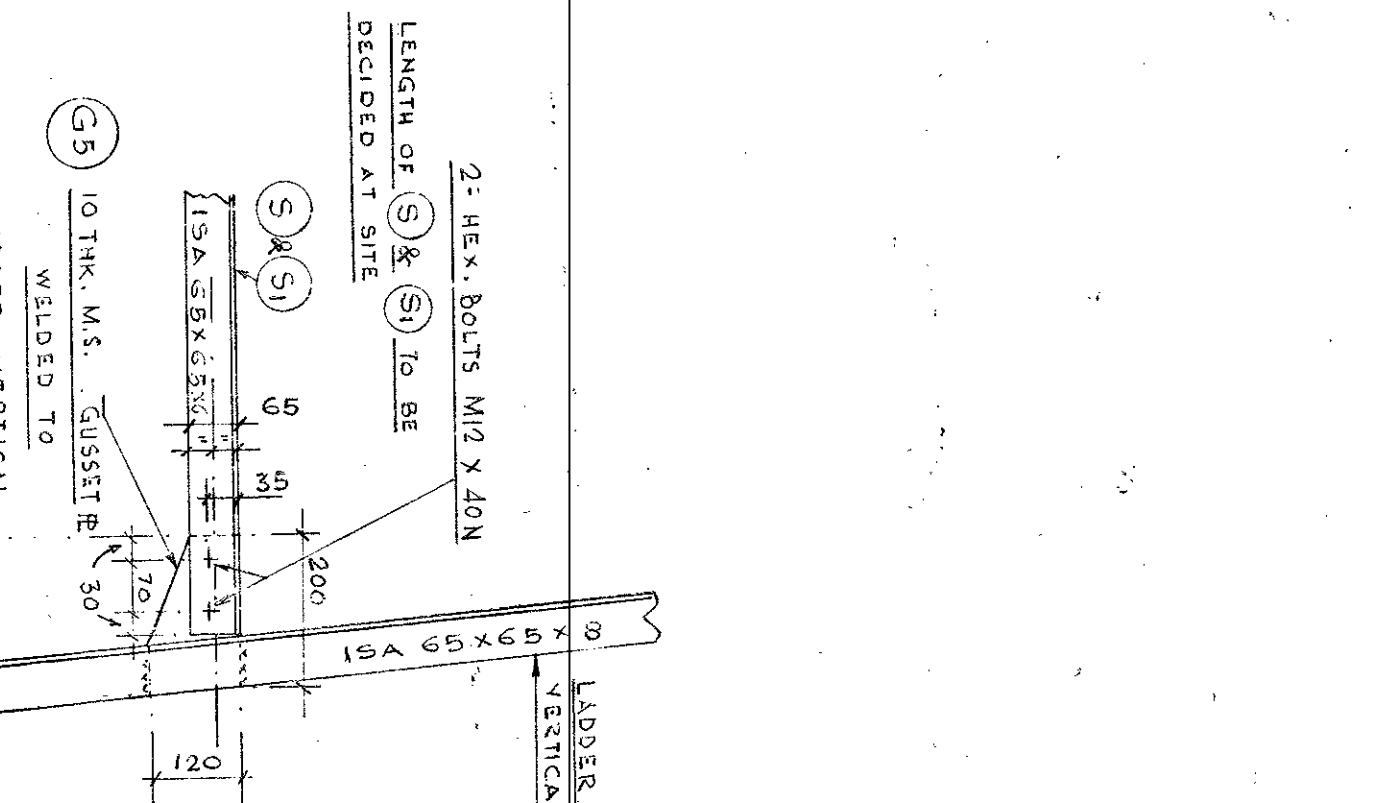 LENGTH OF S & S1 TO BE
DECIDED AT SITE
2= HEX. BOLTS M12 X 40N
S & S1
ISA 65X65X6
65
35
200
G5 10 THK. M.S. GUSSET PL
WELDED TO
30
70
ISA 65X65X8
LADDER
VERTICA
120